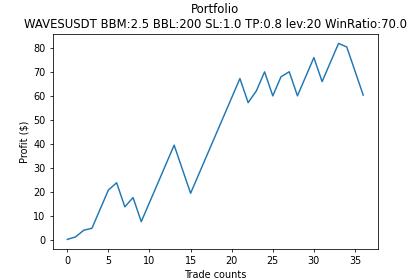 Portfolio
WAVESUSDT BBM:2.5 BBL:200 SL:1.0 TP:0.8 lev:20 WinRatio:70.0
80
70
60
50
40
30
20
10
0
Profit ($)
0 5 10 15 20 25 30 35
Trade counts